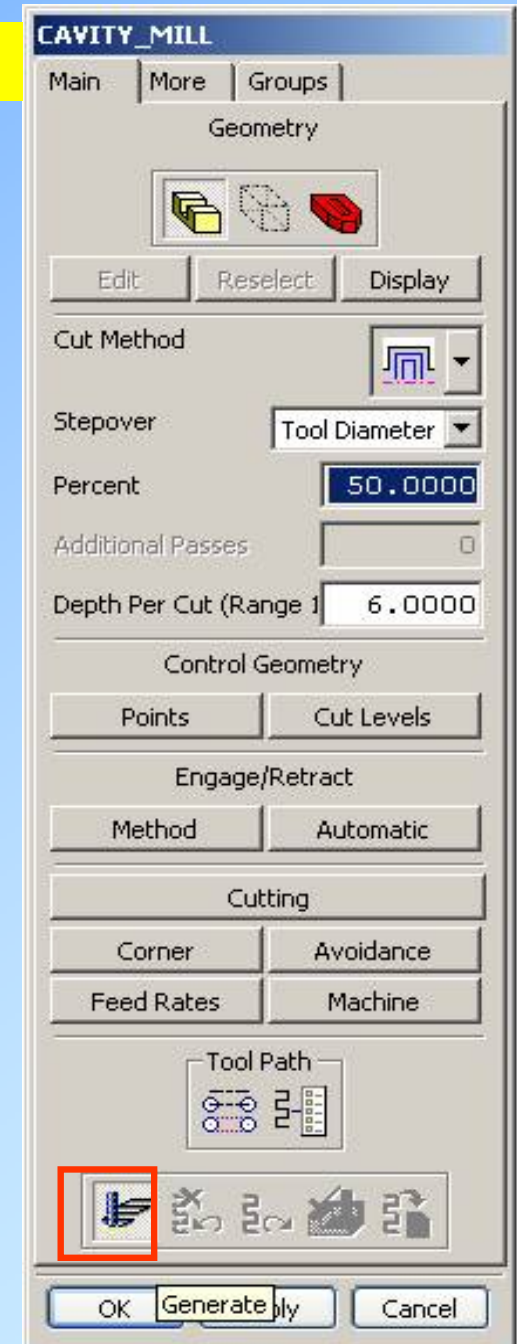 CAVITY_MILL
Main More Groups
Geometry
Edit Reselect Display
Cut Method
Stepover Tool Diameter
Percent 50.0000
Additional Passes 0
Depth Per Cut (Range 1 6.0000
Control Geometry
Points Cut Levels
Engage/Retract
Method Automatic
Cutting
Corner Avoidance
Feed Rates Machine
Tool Path
OK Generate ply Cancel